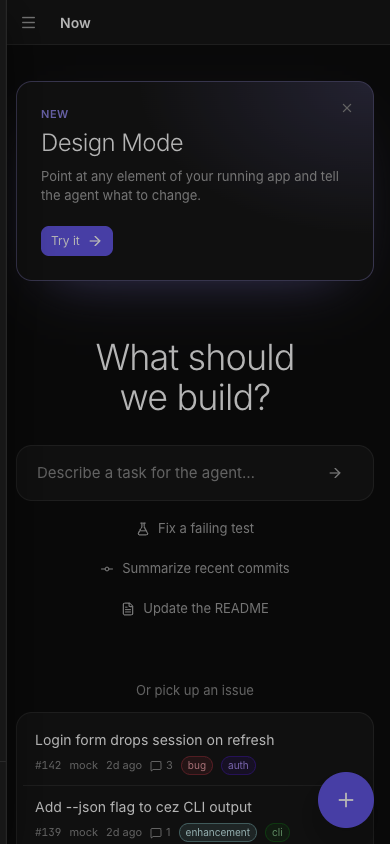 Now
NEW
Design Mode
Point at any element of your running app and tell
the agent what to change.
Try it
What should
we build?
Describe a task for the agent...
Fix a failing test
Summarize recent commits
Update the README
Or pick up an issue
Login form drops session on refresh
#142 mock 2d ago 3 bug auth
Add --json flag to cez CLI output
#139 mock 2d ago 1 enhancement cli